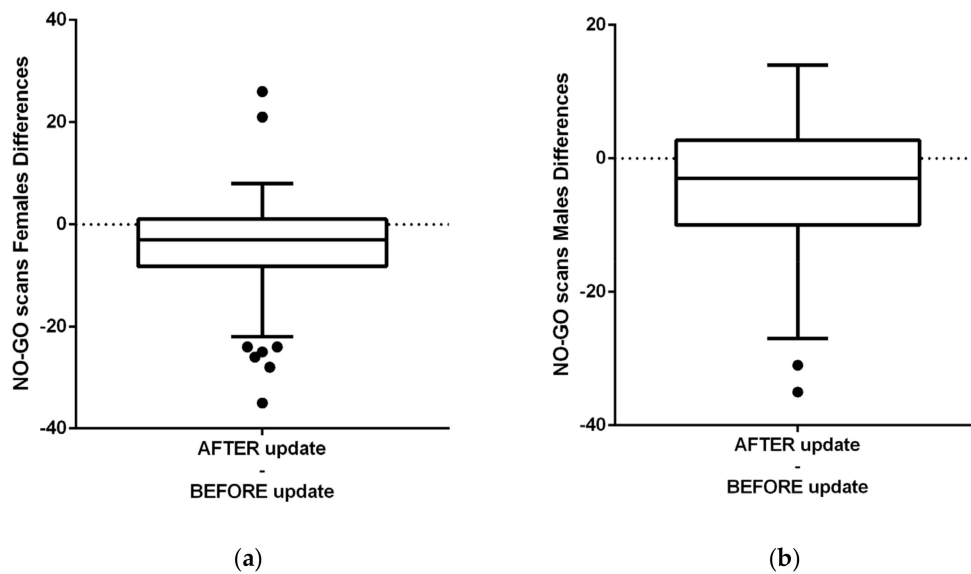 NO-GO scans Females Differences
40
20
0
-20
-40
AFTER update
-
BEFORE update
(a)
NO-GO scans Males Differences
20
0
-20
-40
AFTER update
-
BEFORE update
(b)